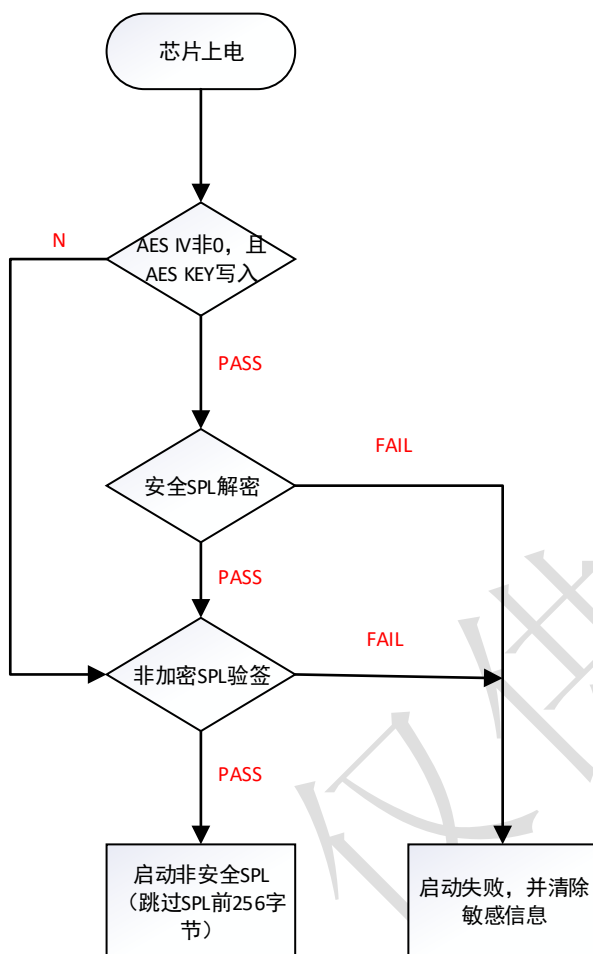 芯片上电
N
AES IV非0，且
AES KEY写入
PASS
FAIL
安全SPL解密
PASS
FAIL
非加密SPL验签
PASS
启动非安全SPL
（跳过SPL前256字
节）
启动失败，并清除
敏感信息
仅供